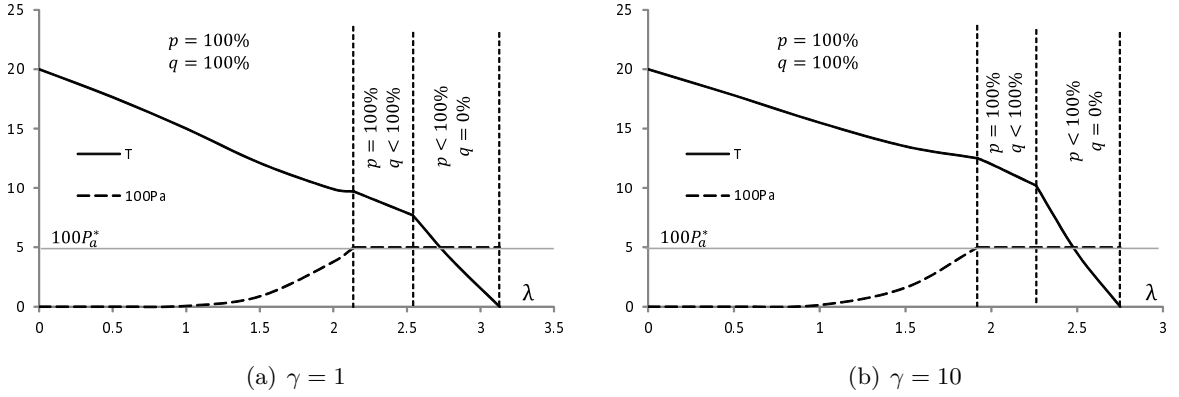 25
20
15
10
5
0
p = 100%
q = 100%
p = 100%
q < 100%
p < 100%
q = 0%
T
100Pa
100P*a
λ
0 0.5 1 1.5 2 2.5 3 3.5
(a) γ = 1
25
20
15
10
5
0
p = 100%
q = 100%
p = 100%
q < 100%
p < 100%
q = 0%
T
100Pa
100P*a
λ
0 0.5 1 1.5 2 2.5 3
(b) γ = 10